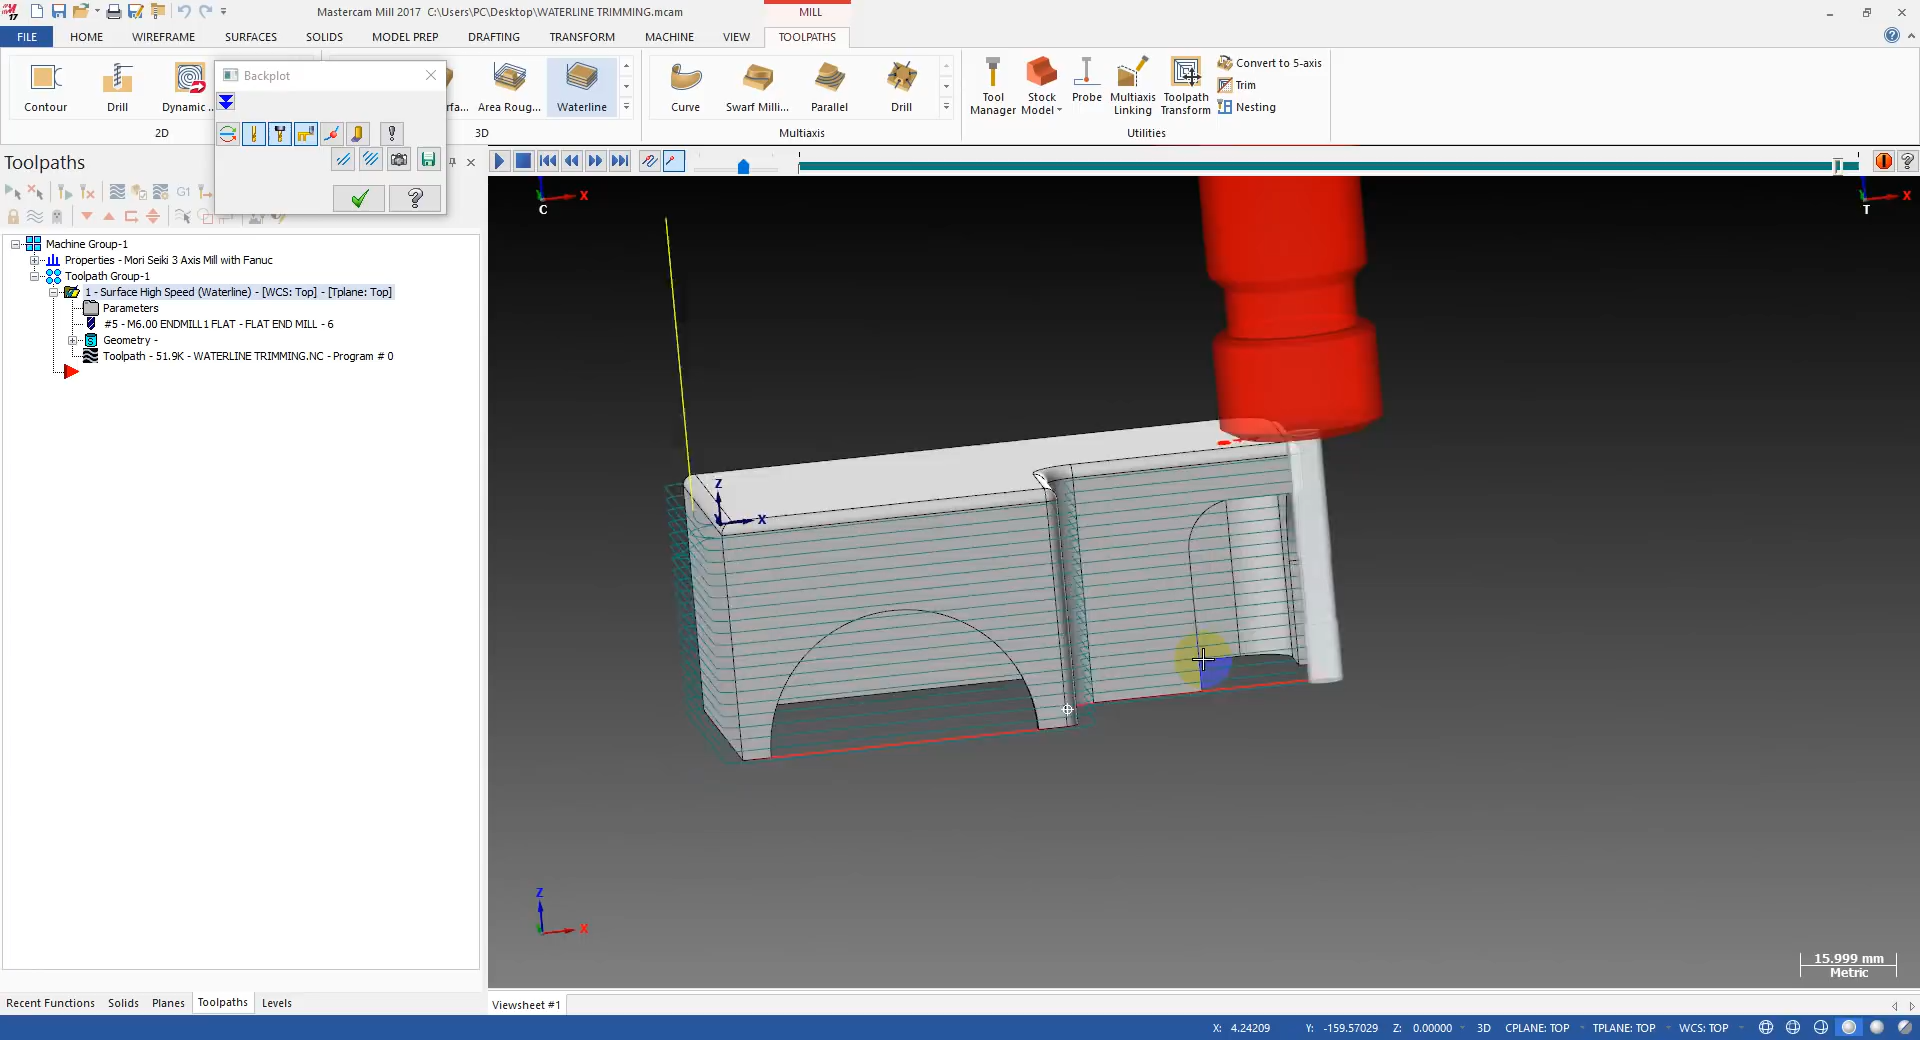 17
Mastercam Mill 2017 C:\Users\PC\Desktop\WATERLINE TRIMMING.mcam
MILL
FILE HOME WIREFRAME SURFACES SOLIDS MODEL PREP DRAFTING TRANSFORM MACHINE VIEW TOOLPATHS
Contour Drill Dynamic .. rfa... Area Roug... Waterline Curve Swarf Milli... Parallel Drill
Tool Manager Stock Model Probe Multiaxis Linking Toolpath Transform
Convert to 5-axis
Trim
Nesting
2D 3D Multiaxis Utilities
Backplot
Toolpaths
G1
Machine Group-1
Properties - Mori Seiki 3 Axis Mill with Fanuc
Toolpath Group-1
1 - Surface High Speed (Waterline) - [WCS: Top] - [Tplane: Top]
Parameters
#5 - M6.00 ENDMILL1 FLAT - FLAT END MILL - 6
Geometry -
Toolpath - 51.9K - WATERLINE TRIMMING.NC - Program # 0
X
C
X
T
Z
X
Z
X
15.999 mm
Metric
Recent Functions Solids Planes Toolpaths Levels
Viewsheet #1
X: 4.24209 Y: -159.57029 Z: 0.00000 3D CPLANE: TOP TPLANE: TOP WCS: TOP